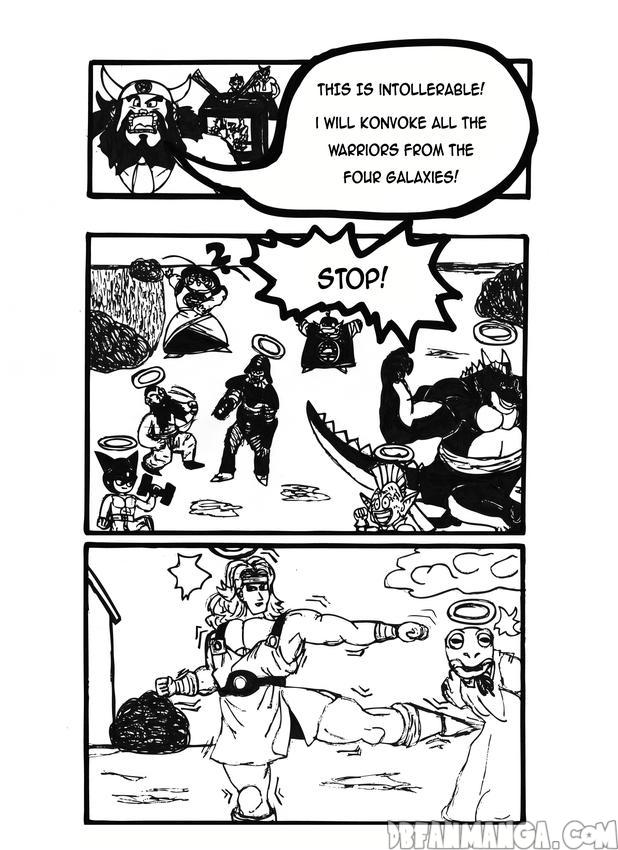 THIS IS INTOLLERABLE!
I WILL KONVOKE ALL THE
WARRIORS FROM THE
FOUR GALAXIES!
STOP!
DBFANMANGA.COM